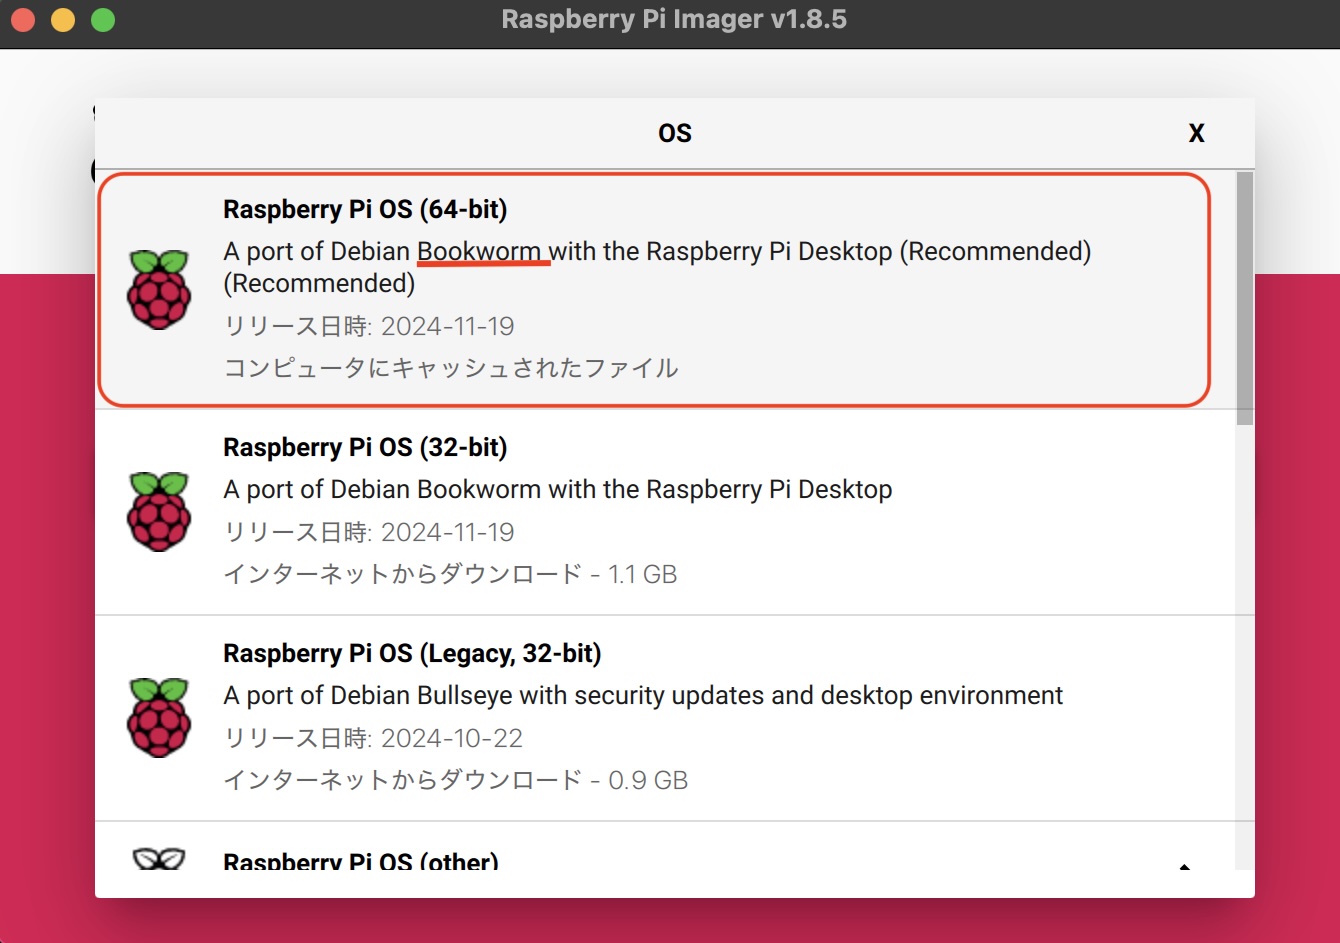 Raspberry Pi Imager v1.8.5
OS
X
Raspberry Pi OS (64-bit)
A port of Debian Bookworm with the Raspberry Pi Desktop (Recommended)
(Recommended)
リリース日時: 2024-11-19
コンピュータにキャッシュされたファイル
Raspberry Pi OS (32-bit)
A port of Debian Bookworm with the Raspberry Pi Desktop
リリース日時: 2024-11-19
インターネットからダウンロード - 1.1 GB
Raspberry Pi OS (Legacy, 32-bit)
A port of Debian Bullseye with security updates and desktop environment
リリース日時: 2024-10-22
インターネットからダウンロード - 0.9 GB
Raspberry Pi OS (other)